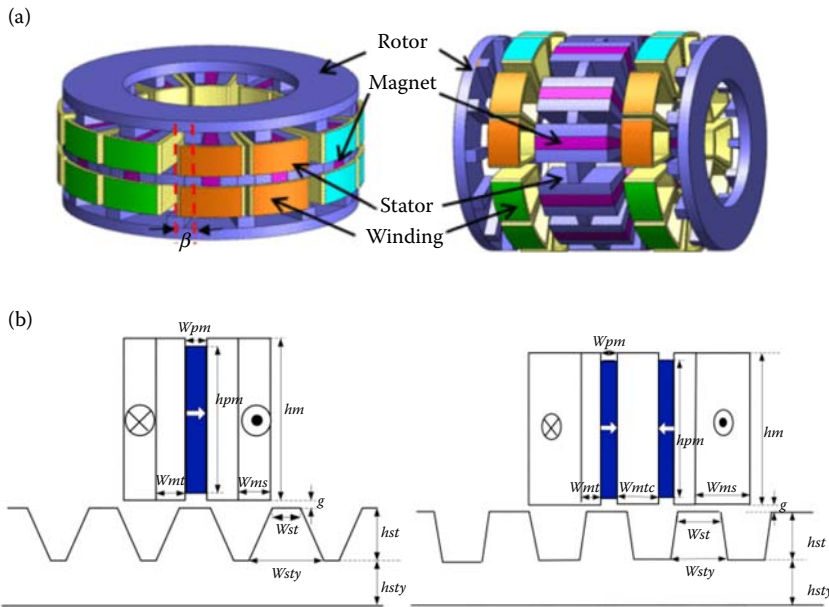 (a)
Rotor
Magnet
Stator
Winding
β
(b)
Wpm
hpm
hm
Wmt
Wms
g
Wst
hst
Wsty
hsty
Wpm
hpm
hm
Wmt
Wmtc
Wms
g
Wst
hst
Wsty
hsty